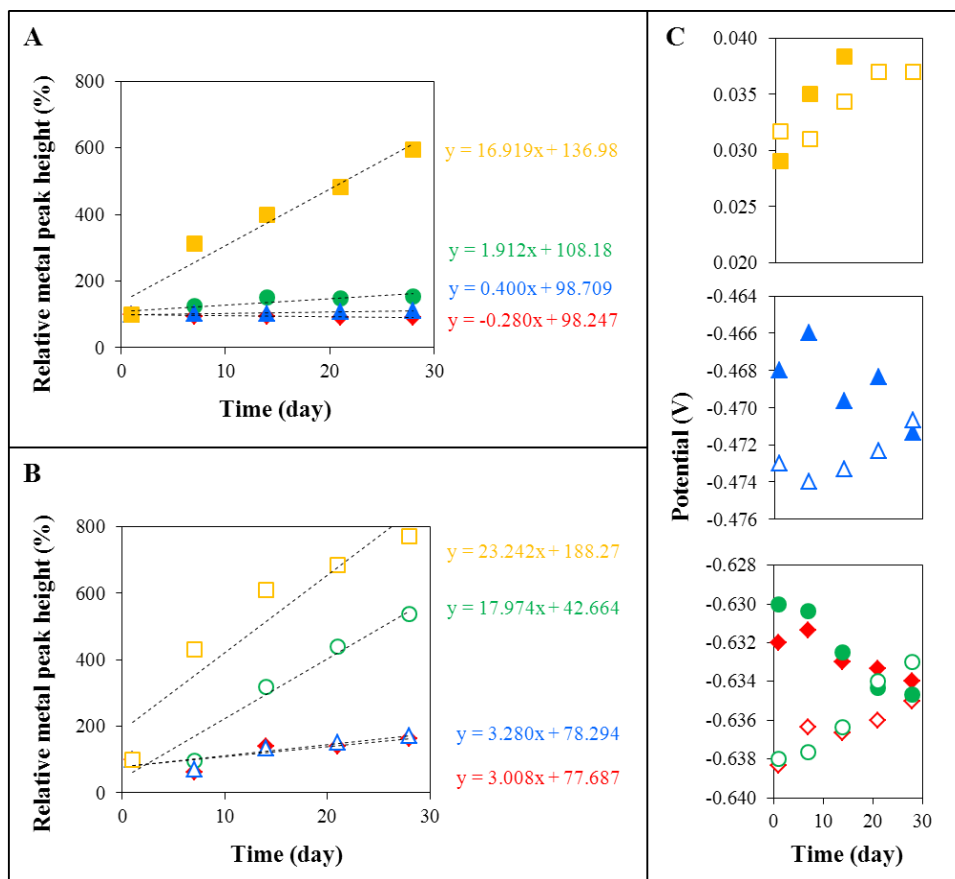 A
Relative metal peak height (%)
800
600
400
200
0
0 10 20 30
Time (day)
y = 16.919x + 136.98
y = 1.912x + 108.18
y = 0.400x + 98.709
y = -0.280x + 98.247
B
Relative metal peak height (%)
800
600
400
200
0
0 10 20 30
Time (day)
y = 23.242x + 188.27
y = 17.974x + 42.664
y = 3.280x + 78.294
y = 3.008x + 77.687
C
Potential (V)
0.040
0.035
0.030
0.025
0.020
-0.464
-0.466
-0.468
-0.470
-0.472
-0.474
-0.476
-0.628
-0.630
-0.632
-0.634
-0.636
-0.638
-0.640
0 10 20 30
Time (day)